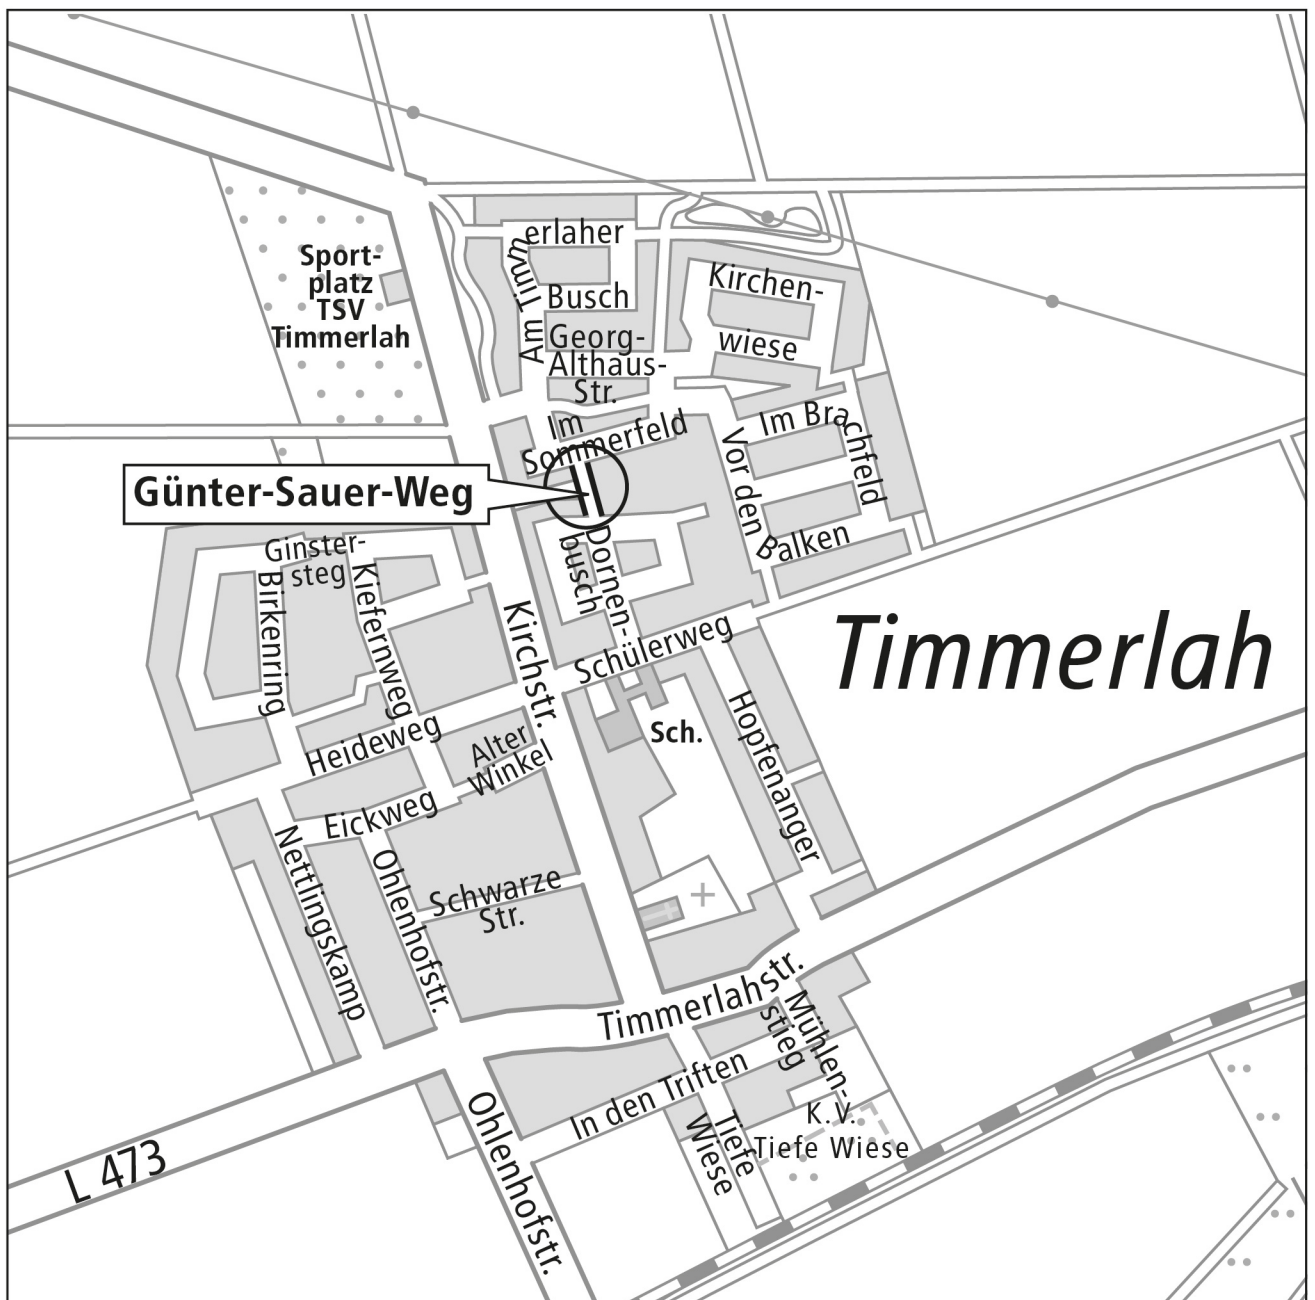 erlaher
Am Timm
Busch
Sport-
platz
TSV
Timmerlah
Kirchen-
wiese
Georg-
Althaus-
Str.
Im
Sommerfeld
Im Brachfeld
Vor den
Balken
Günter-Sauer-Weg
Dornen-
busch
Ginster-
steg
Birkenring
Kiefernweg
Kirchstr.
Schülerweg
Timmerlah
Heideweg
Alter
Winkel
Sch.
Hopfenanger
Eickweg
Nettlingskamp
Ohlenhofstr.
Schwarze
Str.
Timmerlahstr.
Mühlen-
stieg
In den Triften
K.V.
Tiefe Wiese
Tiefe
Wiese
L 473
Ohlenhofstr.